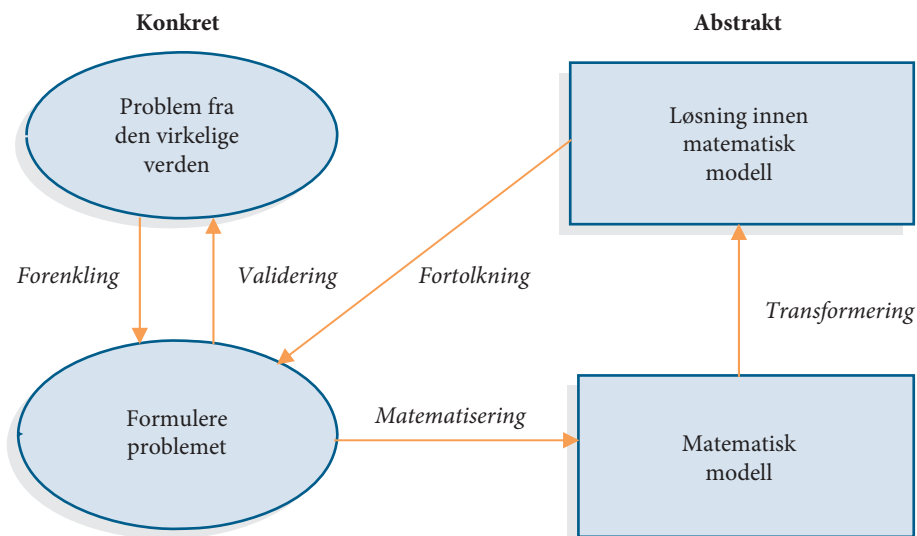 Konkret
Abstrakt
Problem fra
den virkelige
verden
Løsning innen
matematisk
modell
Forenkling
Validering
Fortolkning
Transformering
Formulere
problemet
Matematisering
Matematisk
modell